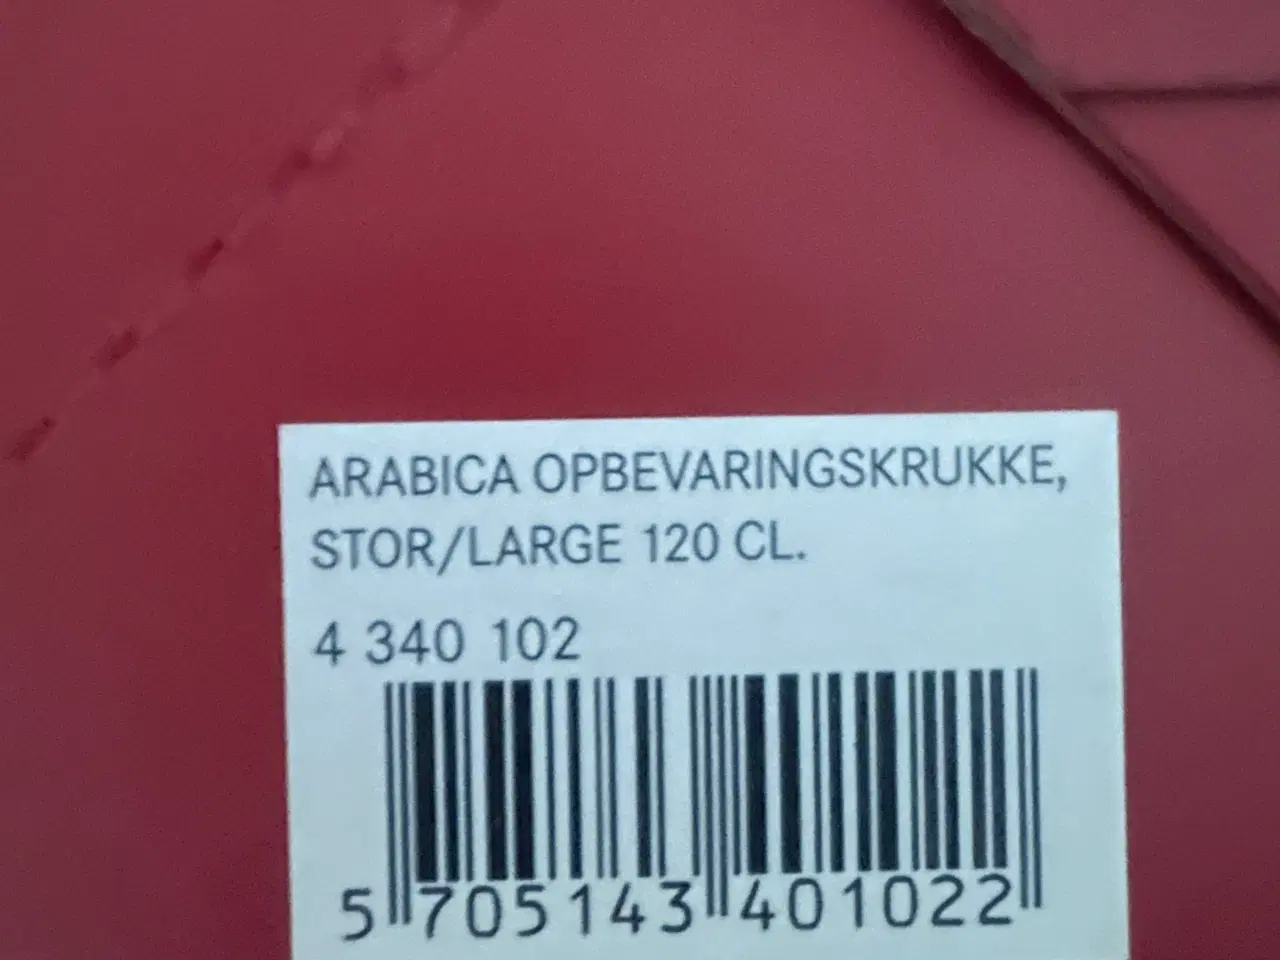 ARABICA OPBEVARINGSKRUKKE,
STOR/LARGE 120 CL.
4 340 102
5 705143 401022